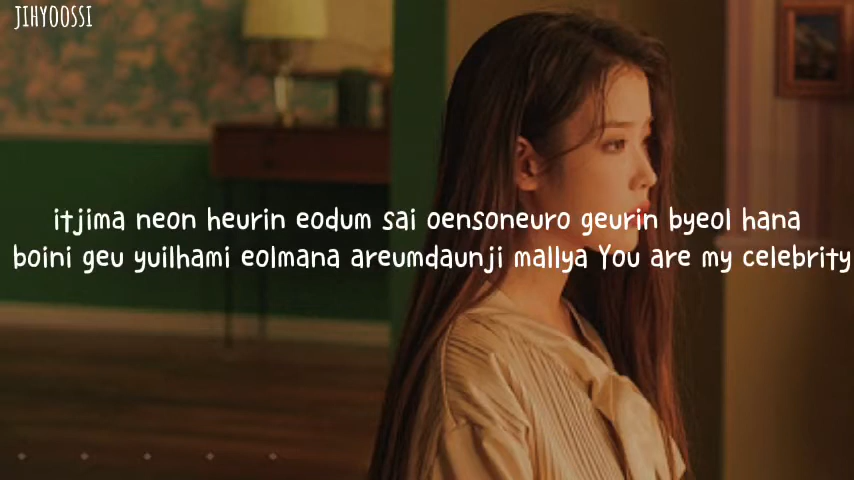 JIHYOOSSI
itjima neon heurin eodum sai oensoneuro geurin byeol hana
boini geu yuilhami eolmana areumdaunji mallya You are my celebrity